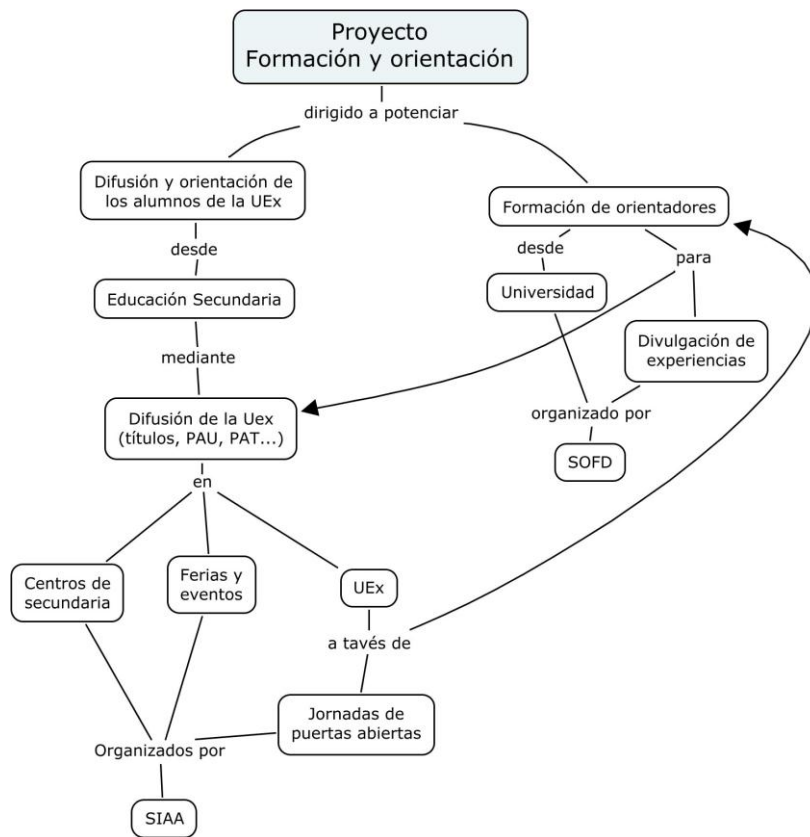 Proyecto
Formación y orientación
dirigido a potenciar
Difusión y orientación de
los alumnos de la UEx
Formación de orientadores
desde
desde
para
Educación Secundaria
Universidad
mediante
Divulgación de
experiencias
Difusión de la Uex
(títulos, PAU, PAT...)
organizado por
SOFD
en
Centros de
secundaria
Ferias y
eventos
UEx
a tavés de
Jornadas de
puertas abiertas
Organizados por
SIAA